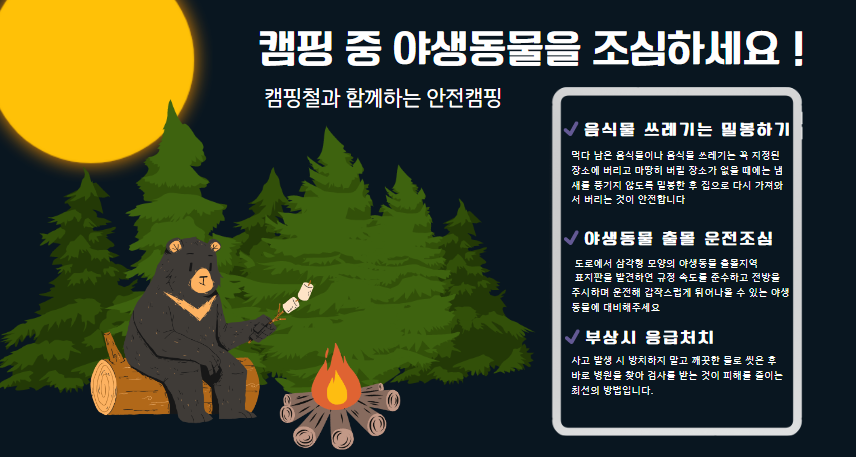 캠핑 중 야생동물을 조심하세요 !
캠핑철과 함께하는 안전캠핑
음식물 쓰레기는 밀봉하기
먹다 남은 음식물이나 음식물 쓰레기는 꼭 지정된
장소에 버리고 마땅히 버릴 장소가 없을 때에는 냄
새를 풍기지 않도록 밀봉한 후 집으로 다시 가져와
서 버리는 것이 안전합니다
야생동물 출몰 운전조심
도로에서 삼각형 모양의 야생동물 출몰지역
표지판을 발견하면 규정 속도를 준수하고 전방을
주시하며 운전해 갑작스럽게 튀어나올 수 있는 야생
동물에 대비해주세요
부상시 응급처치
사고 발생 시 방치하지 말고 깨끗한 물로 씻은 후
바로 병원을 찾아 검사를 받는 것이 피해를 줄이는
최선의 방법입니다.